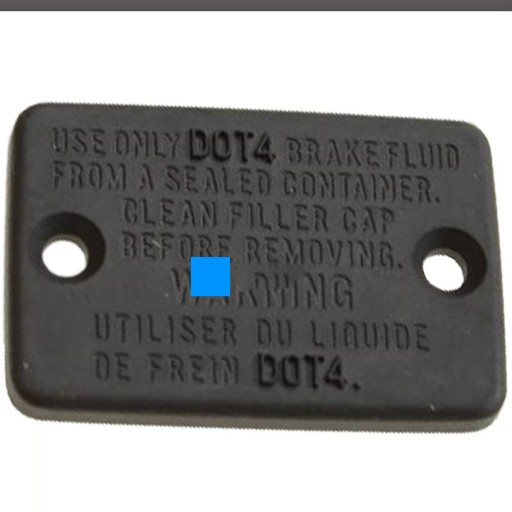 USE ONLY DOT4 BRAKE FLUID
FROM A SEALED CONTAINER.
CLEAN FILLER CAP
BEFORE REMOVING.
UTILISER DU LIQUIDE
DE FREIN DOT4.